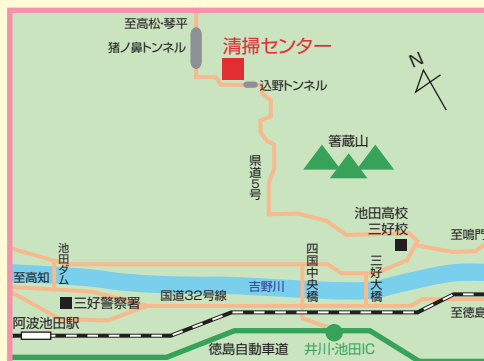 至高松・琴平
猪ノ鼻トンネル
清掃センター
込野トンネル
N
箸蔵山
県道5号
池田高校
三好校
至鳴門
池田ダム
四国中央橋
三好大橋
至高知
吉野川
三好警察署
国道32号線
至徳島
阿波池田駅
徳島自動車道
井川・池田IC